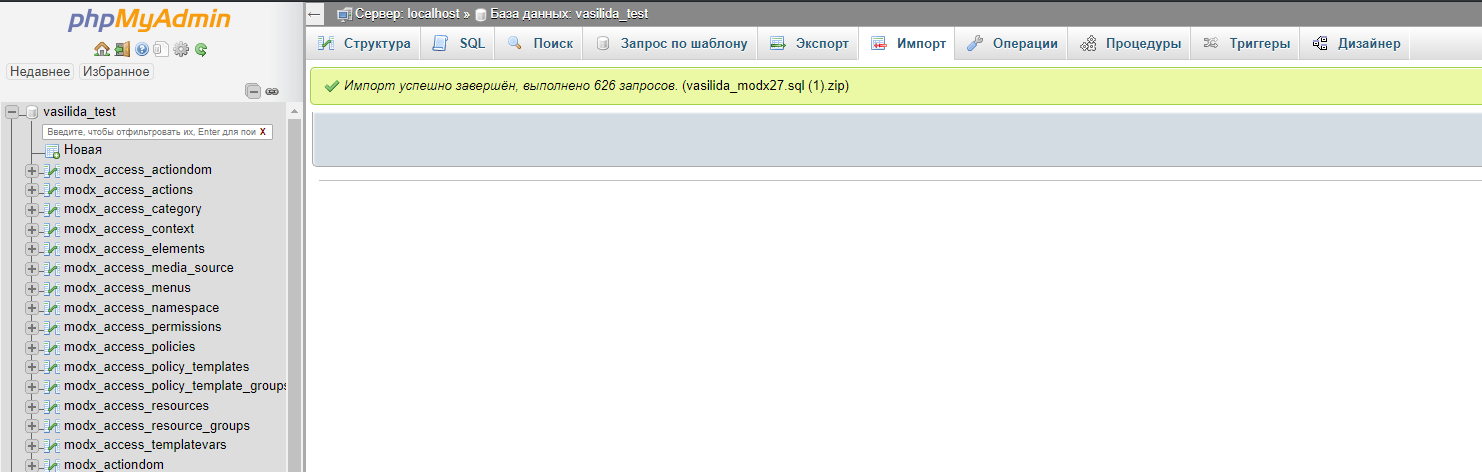 phpMyAdmin
Недавнее Избранное
vasilida_test
Введите, чтобы отфильтровать их, Enter для пои X
Новая
modx_access_actiondom
modx_access_actions
modx_access_category
modx_access_context
modx_access_elements
modx_access_media_source
modx_access_menus
modx_access_namespace
modx_access_permissions
modx_access_policies
modx_access_policy_templates
modx_access_policy_template_groups
modx_access_resources
modx_access_resource_groups
modx_access_templatevars
modx_actiondom
Сервер: localhost » База данных: vasilida_test
Структура SQL Поиск Запрос по шаблону Экспорт Импорт Операции Процедуры Триггеры Дизайнер
Импорт успешно завершён, выполнено 626 запросов. (vasilida_modx27.sql (1).zip)